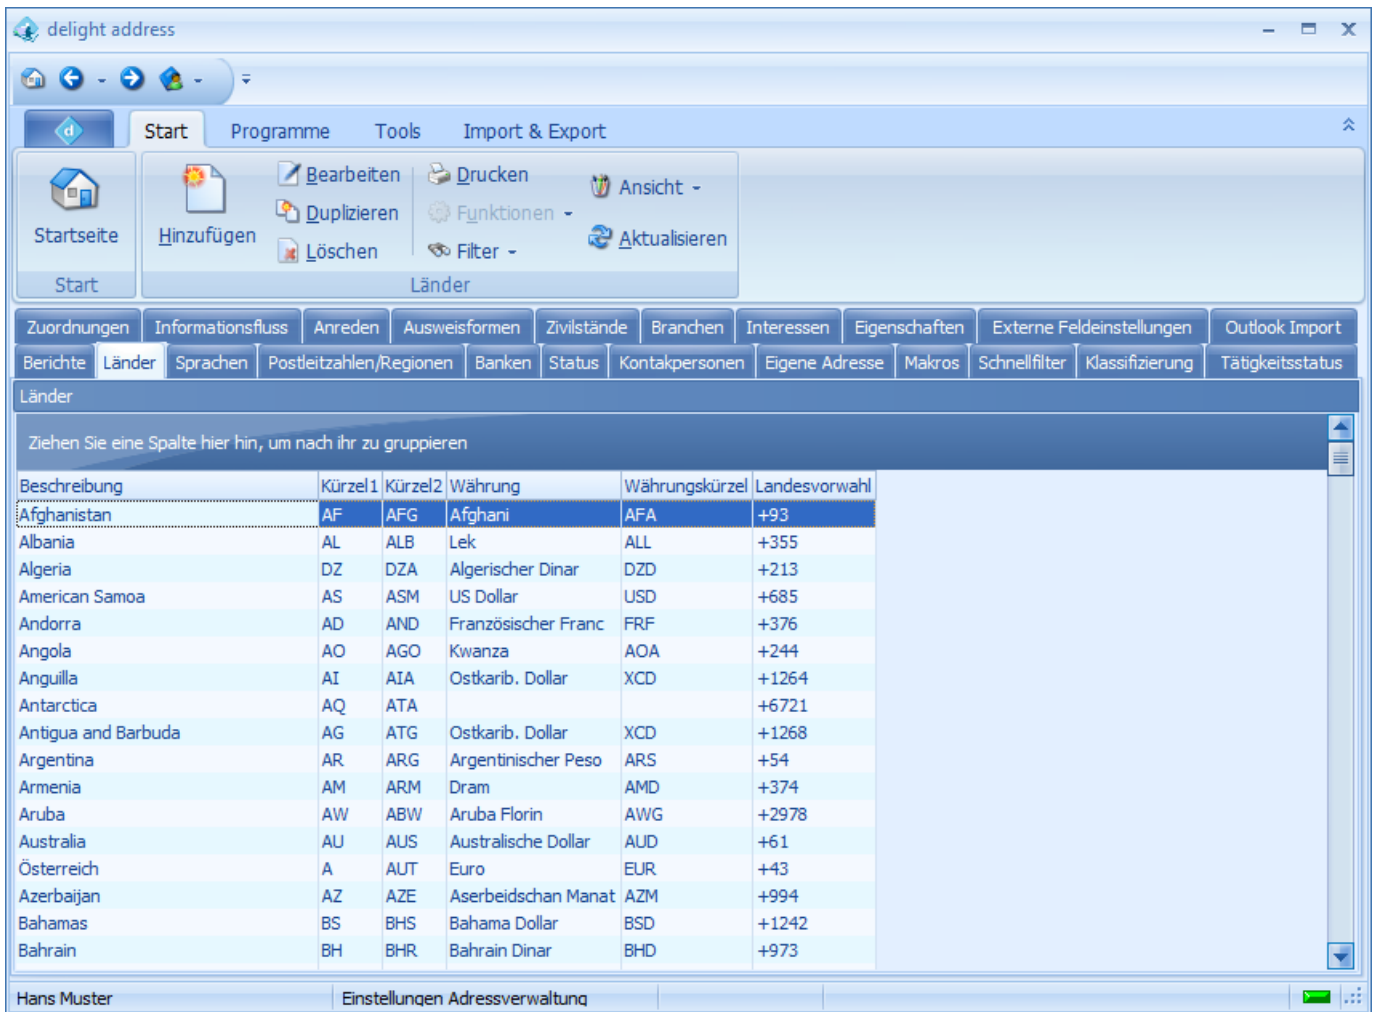 delight address
Start Programme Tools Import & Export
Startseite
Start
Hinzufügen
Bearbeiten
Duplizieren
Löschen
Drucken
Funktionen
Filter
Ansicht
Aktualisieren
Länder
Zuordnungen Informationsfluss Anreden Ausweisformen Zivilstände Branchen Interessen Eigenschaften Externe Feldeinstellungen Outlook Import
Berichte Länder Sprachen Postleitzahlen/Regionen Banken Status Kontakpersonen Eigene Adresse Makros Schnellfilter Klassifizierung Tätigkeitsstatus
Länder
Ziehen Sie eine Spalte hier hin, um nach ihr zu gruppieren
Beschreibung Kürzel1 Kürzel2 Währung Währungskürzel Landesvorwahl
Afghanistan AF AFG Afghani AFA +93
Albania AL ALB Lek ALL +355
Algeria DZ DZA Algerischer Dinar DZD +213
American Samoa AS ASM US Dollar USD +685
Andorra AD AND Französischer Franc FRF +376
Angola AO AGO Kwanza AOA +244
Anguilla AI AIA Ostkarib. Dollar XCD +1264
Antarctica AQ ATA +6721
Antigua and Barbuda AG ATG Ostkarib. Dollar XCD +1268
Argentina AR ARG Argentinischer Peso ARS +54
Armenia AM ARM Dram AMD +374
Aruba AW ABW Aruba Florin AWG +2978
Australia AU AUS Australische Dollar AUD +61
Österreich A AUT Euro EUR +43
Azerbaijan AZ AZE Aserbeidschan Manat AZM +994
Bahamas BS BHS Bahama Dollar BSD +1242
Bahrain BH BHR Bahrain Dinar BHD +973
Hans Muster Einstellungen Adressverwaltung